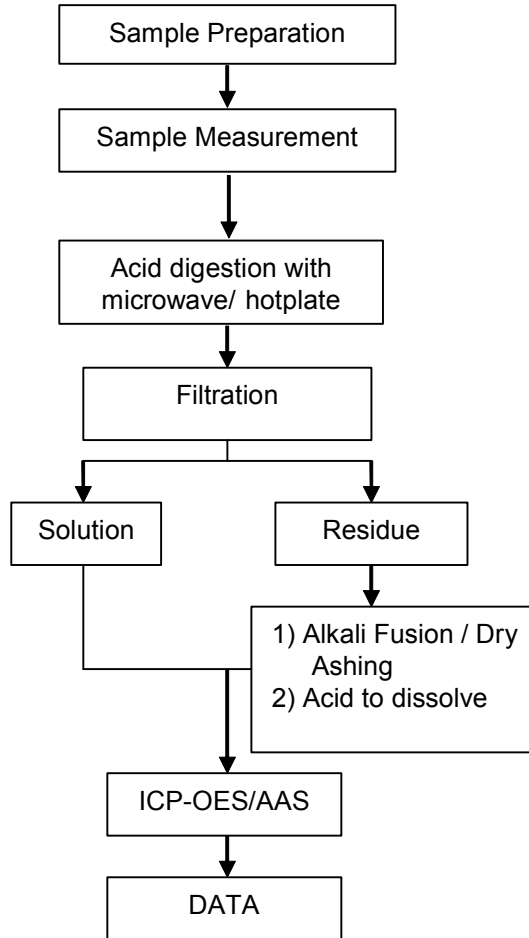 Sample Preparation
Sample Measurement
Acid digestion with
microwave/ hotplate
Filtration
Solution
Residue
1) Alkali Fusion / Dry
Ashing
2) Acid to dissolve
ICP-OES/AAS
DATA